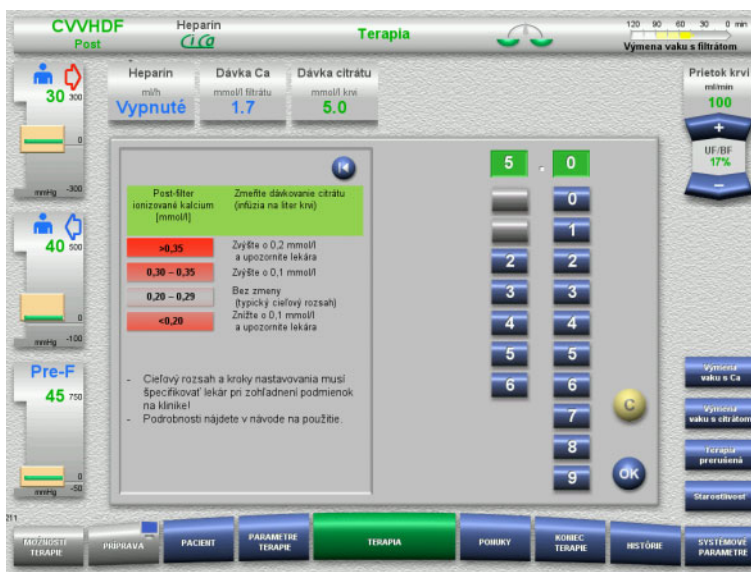 CVVHDF
Post
Heparin
CiCa
Terapia
120 90 60 30 0 min
Výmena vaku s filtrátom
30
300
0
mmHg -300
Heparin
ml/h
Vypnuté
Dávka Ca
mmol/l filtrátu
1.7
Dávka citrátu
mmol/l krvi
5.0
Prietok krvi
ml/min
100
+
UF/BF
17%
−
40
500
0
mmHg -100
Pre-F
45
750
0
mmHg -50
Post-filter
ionizované kalcium
[mmol/l]
Zmeňte dávkovanie citrátu
(infúzia na liter krvi)
>0,35
Zvýšte o 0,2 mmol/l
a upozornite lekára
0,30 – 0,35
Zvýšte o 0,1 mmol/l
0,20 – 0,29
Bez zmeny
(typický cieľový rozsah)
<0,20
Znížte o 0,1 mmol/l
a upozornite lekára
- Cieľový rozsah a kroky nastavovania musí
špecifikovať lekár pri zohľadnení podmienok
na klinike!
- Podrobnosti nájdete v návode na použitie.
5 . 0
0
1
2 2
3 3
4 4
5 5
6 6
7
8
9
C
OK
Výmena
vaku s Ca
Výmena
vaku s citrátom
Terapia
prerušená
Starostlivosť
211
MOŽNOSTI
TERAPIE
PRÍPRAVA
PACIENT
PARAMETRE
TERAPIE
TERAPIA
PONUKY
KONIEC
TERAPIE
HISTÓRIE
SYSTÉMOVÉ
PARAMETRE